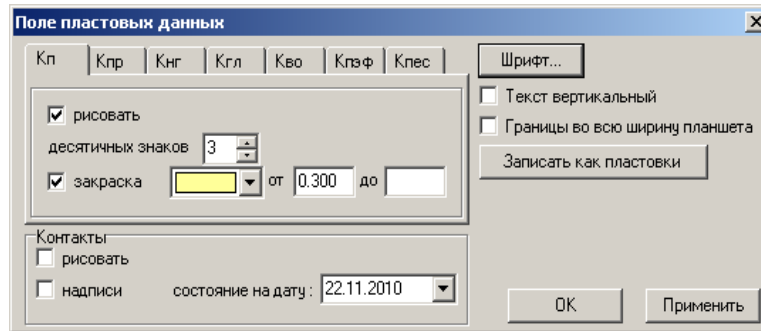 Поле пластовых данных
Кп Кпр Кнг Кгл Кво Кпэф Кпес
рисовать
десятичных знаков 3
закраска от 0.300 до
Шрифт...
Текст вертикальный
Границы во всю ширину планшета
Записать как пластовки
Контакты
рисовать
надписи состояние на дату : 22.11.2010
OK Применить